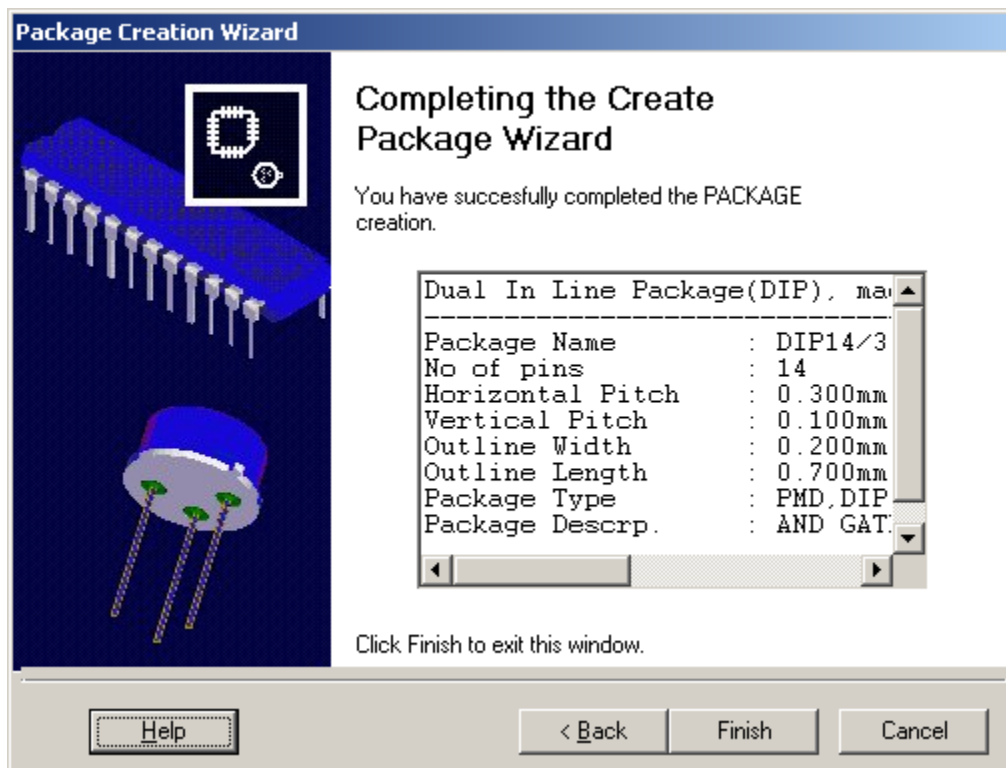 Package Creation Wizard
Completing the Create
Package Wizard
You have succesfully completed the PACKAGE
creation.
Dual In Line Package(DIP), ma
--------------------------------
Package Name : DIP14/3
No of pins : 14
Horizontal Pitch : 0.300mm
Vertical Pitch : 0.100mm
Outline Width : 0.200mm
Outline Length : 0.700mm
Package Type : PMD,DIP
Package Descrp. : AND GAT
Click Finish to exit this window.
Help
< Back
Finish
Cancel